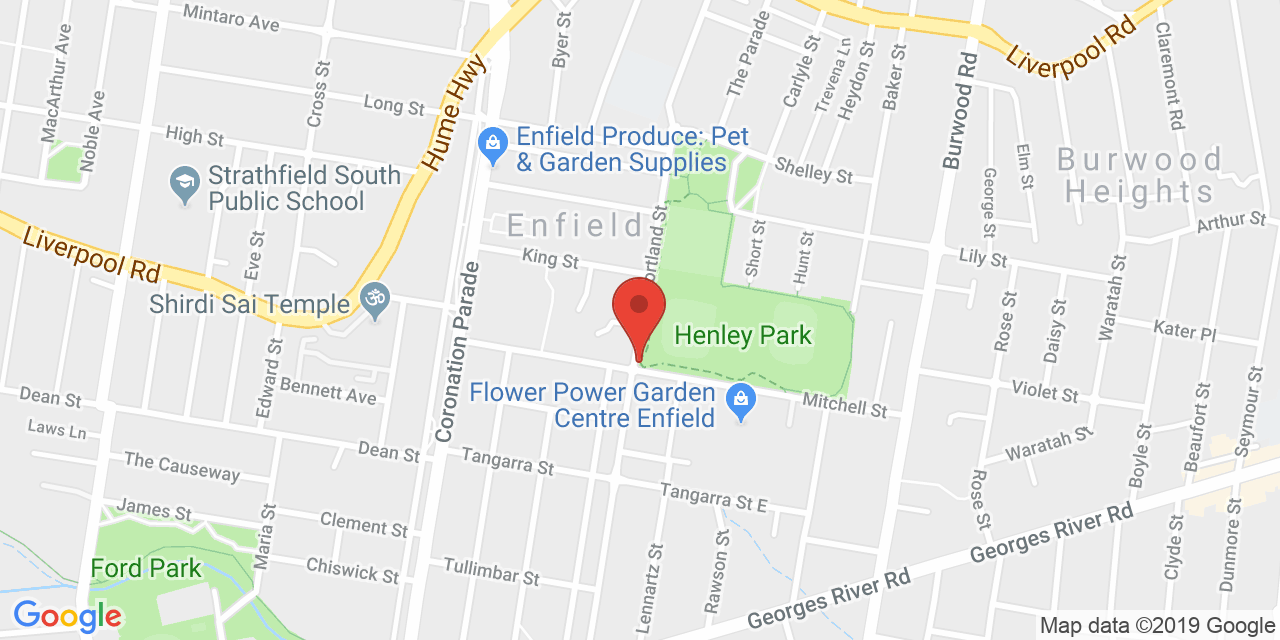 Mintaro Ave
MacArthur Ave
Noble Ave
Cross St
Hume Hwy
Byer St
The Parade
Carlyle St
Trevena Ln
Heydon St
Baker St
Burwood Rd
Liverpool Rd
Claremont Rd
Long St
High St
Enfield Produce: Pet
& Garden Supplies
Shelley St
Elm St
George St
Burwood
Heights
Strathfield South
Public School
Arthur St
Enfield
Liverpool Rd
Eve St
King St
ortland St
Short St
Hunt St
Lily St
Waratah St
Shirdi Sai Temple
Coronation Parade
Rose St
Daisy St
Kater Pl
Henley Park
Edward St
Bennett Ave
Flower Power Garden
Centre Enfield
Mitchell St
Violet St
Seymour St
Dean St
Laws Ln
The Causeway
Dean St
Tangarra St
Tangarra St E
Waratah St
Boyle St
Beaufort St
Rose St
James St
Maria St
Clement St
Chiswick St
Tullimbar St
Lennartz St
Rawson St
Georges River Rd
Georges River Rd
Clyde St
Dunmore St
Ford Park
Google
Map data ©2019 Google